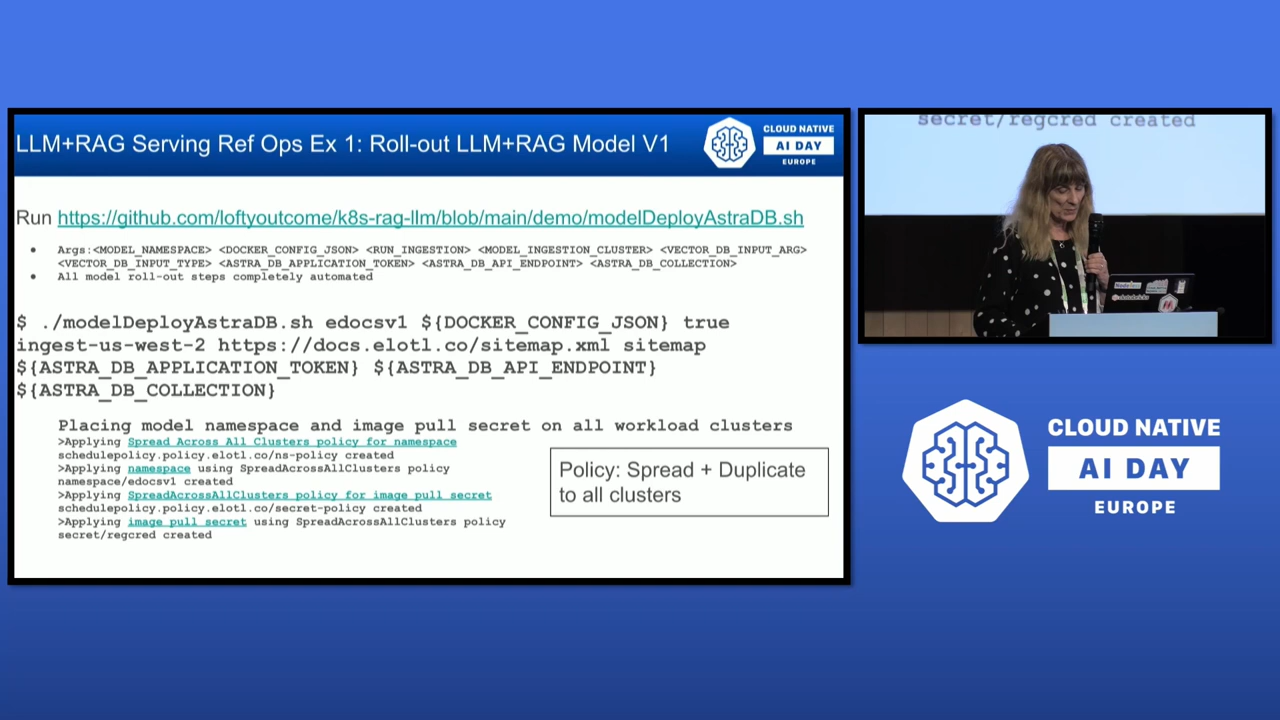 LLM+RAG Serving Ref Ops Ex 1: Roll-out LLM+RAG Model V1
CLOUD NATIVE
AI DAY
EUROPE
Run https://github.com/loftyoutcome/k8s-rag-llm/blob/main/demo/modelDeployAstraDB.sh
● Args:<MODEL_NAMESPACE> <DOCKER_CONFIG_JSON> <RUN_INGESTION> <MODEL_INGESTION_CLUSTER> <VECTOR_DB_INPUT_ARG>
<VECTOR_DB_INPUT_TYPE> <ASTRA_DB_APPLICATION_TOKEN> <ASTRA_DB_API_ENDPOINT> <ASTRA_DB_COLLECTION>
● All model roll-out steps completely automated
$ ./modelDeployAstraDB.sh edocsv1 ${DOCKER_CONFIG_JSON} true
ingest-us-west-2 https://docs.elotl.co/sitemap.xml sitemap
${ASTRA_DB_APPLICATION_TOKEN} ${ASTRA_DB_API_ENDPOINT}
${ASTRA_DB_COLLECTION}
Placing model namespace and image pull secret on all workload clusters
>Applying Spread Across All Clusters policy for namespace
schedulepolicy.policy.elotl.co/ns-policy created
>Applying namespace using SpreadAcrossAllClusters policy
namespace/edocsv1 created
>Applying SpreadAcrossAllClusters policy for image pull secret
schedulepolicy.policy.elotl.co/secret-policy created
>Applying image pull secret using SpreadAcrossAllClusters policy
secret/regcred created
Policy: Spread + Duplicate
to all clusters
secret/regcred created
CLOUD NATIVE
AI DAY
EUROPE